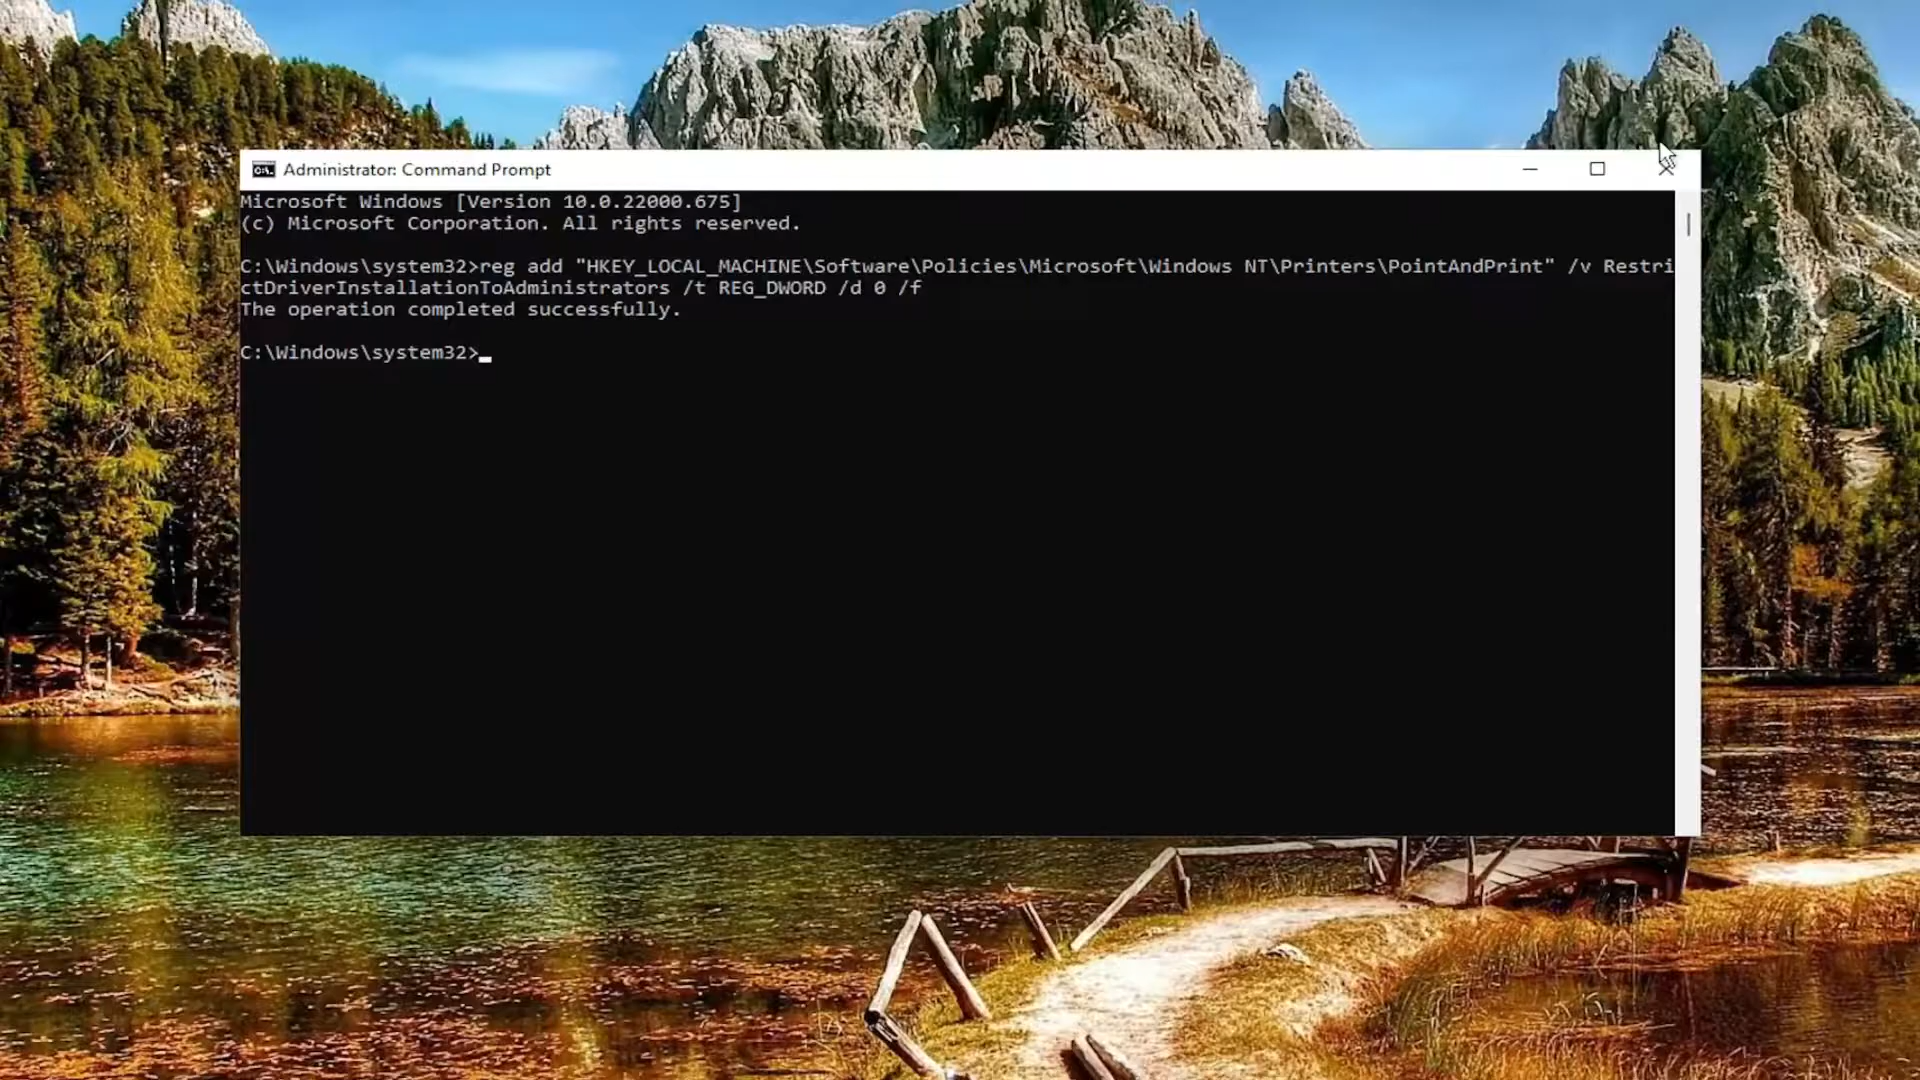 Administrator: Command Prompt
Microsoft Windows [Version 10.0.22000.675]
(c) Microsoft Corporation. All rights reserved.
C:\Windows\system32>reg add "HKEY_LOCAL_MACHINE\Software\Policies\Microsoft\Windows NT\Printers\PointAndPrint" /v Restri
ctDriverInstallationToAdministrators /t REG_DWORD /d 0 /f
The operation completed successfully.
C:\Windows\system32>